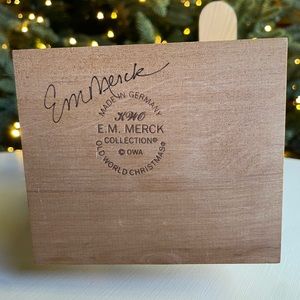 E.M. Merck
MADE IN GERMANY
KWO
E.M. MERCK
COLLECTION®
© OWA
OLD WORLD CHRISTMAS®